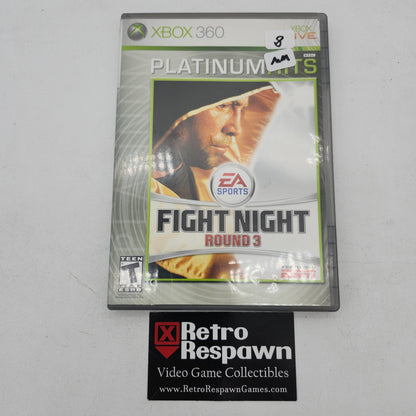 XBOX 360
XBOX
LIVE
8
PLATINUM HITS
EA
SPORTS
FIGHT NIGHT
ROUND 3
TEEN
T
ESRB
Retro
Respawn
Video Game Collectibles
www.RetroRespawnGames.com